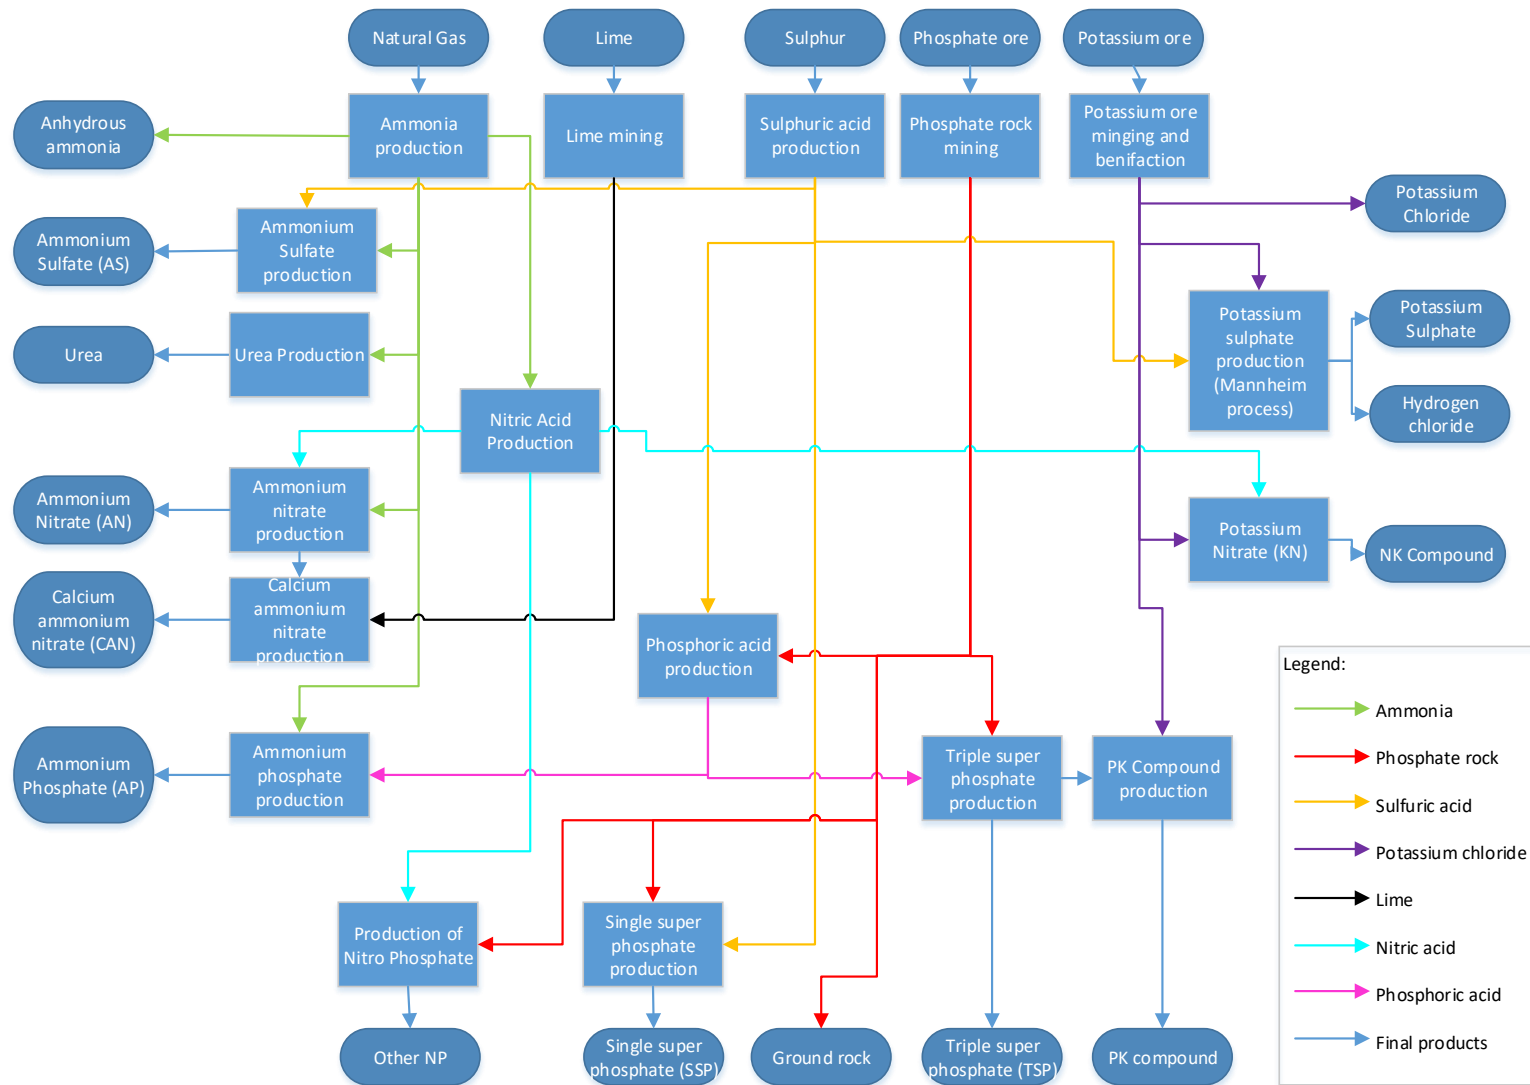 Natural Gas
Lime
Sulphur
Phosphate ore
Potassium ore
Anhydrous
ammonia
Ammonia
production
Lime mining
Sulphuric acid
production
Phosphate rock
mining
Potassium ore
minging and
benifaction
Potassium
Chloride
Ammonium
Sulfate (AS)
Ammonium
Sulfate
production
Potassium
sulphate
production
(Mannheim
process)
Potassium
Sulphate
Urea
Urea Production
Hydrogen
chloride
Nitric Acid
Production
Ammonium
Nitrate (AN)
Ammonium
nitrate
production
Potassium
Nitrate (KN)
NK Compound
Calcium
ammonium
nitrate (CAN)
Calcium
ammonium
nitrate
production
Phosphoric acid
production
Ammonium
Phosphate (AP)
Ammonium
phosphate
production
Triple super
phosphate
production
PK Compound
production
Production of
Nitro Phosphate
Single super
phosphate
production
Other NP
Single super
phosphate (SSP)
Ground rock
Triple super
phosphate (TSP)
PK compound
Legend:
Ammonia
Phosphate rock
Sulfuric acid
Potassium chloride
Lime
Nitric acid
Phosphoric acid
Final products